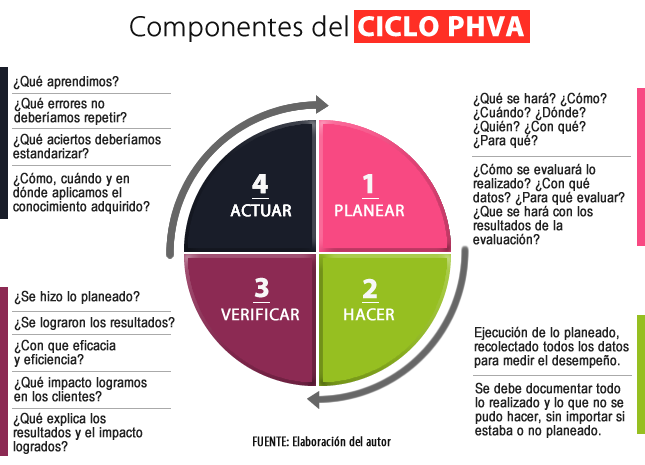 Componentes del CICLO PHVA
¿Qué aprendimos?
¿Qué errores no
deberíamos repetir?
¿Qué aciertos deberíamos
estandarizar?
¿Cómo, cuándo y en
dónde aplicamos el
conocimiento adquirido?
4
ACTUAR
1
PLANEAR
¿Qué se hará? ¿Cómo?
¿Cuándo? ¿Dónde?
¿Quién? ¿Con qué?
¿Para qué?
¿Cómo se evaluará lo
realizado? ¿Con qué
datos? ¿Para qué evaluar?
¿Que se hará con los
resultados de la
evaluación?
¿Se hizo lo planeado?
¿Se lograron los resultados?
¿Con que eficacia
y eficiencia?
¿Qué impacto logramos
en los clientes?
¿Qué explica los
resultados y el impacto
logrados?
3
VERIFICAR
2
HACER
Ejecución de lo planeado,
recolectado todos los datos
para medir el desempeño.
Se debe documentar todo
lo realizado y lo que no se
pudo hacer, sin importar si
estaba o no planeado.
FUENTE: Elaboración del autor